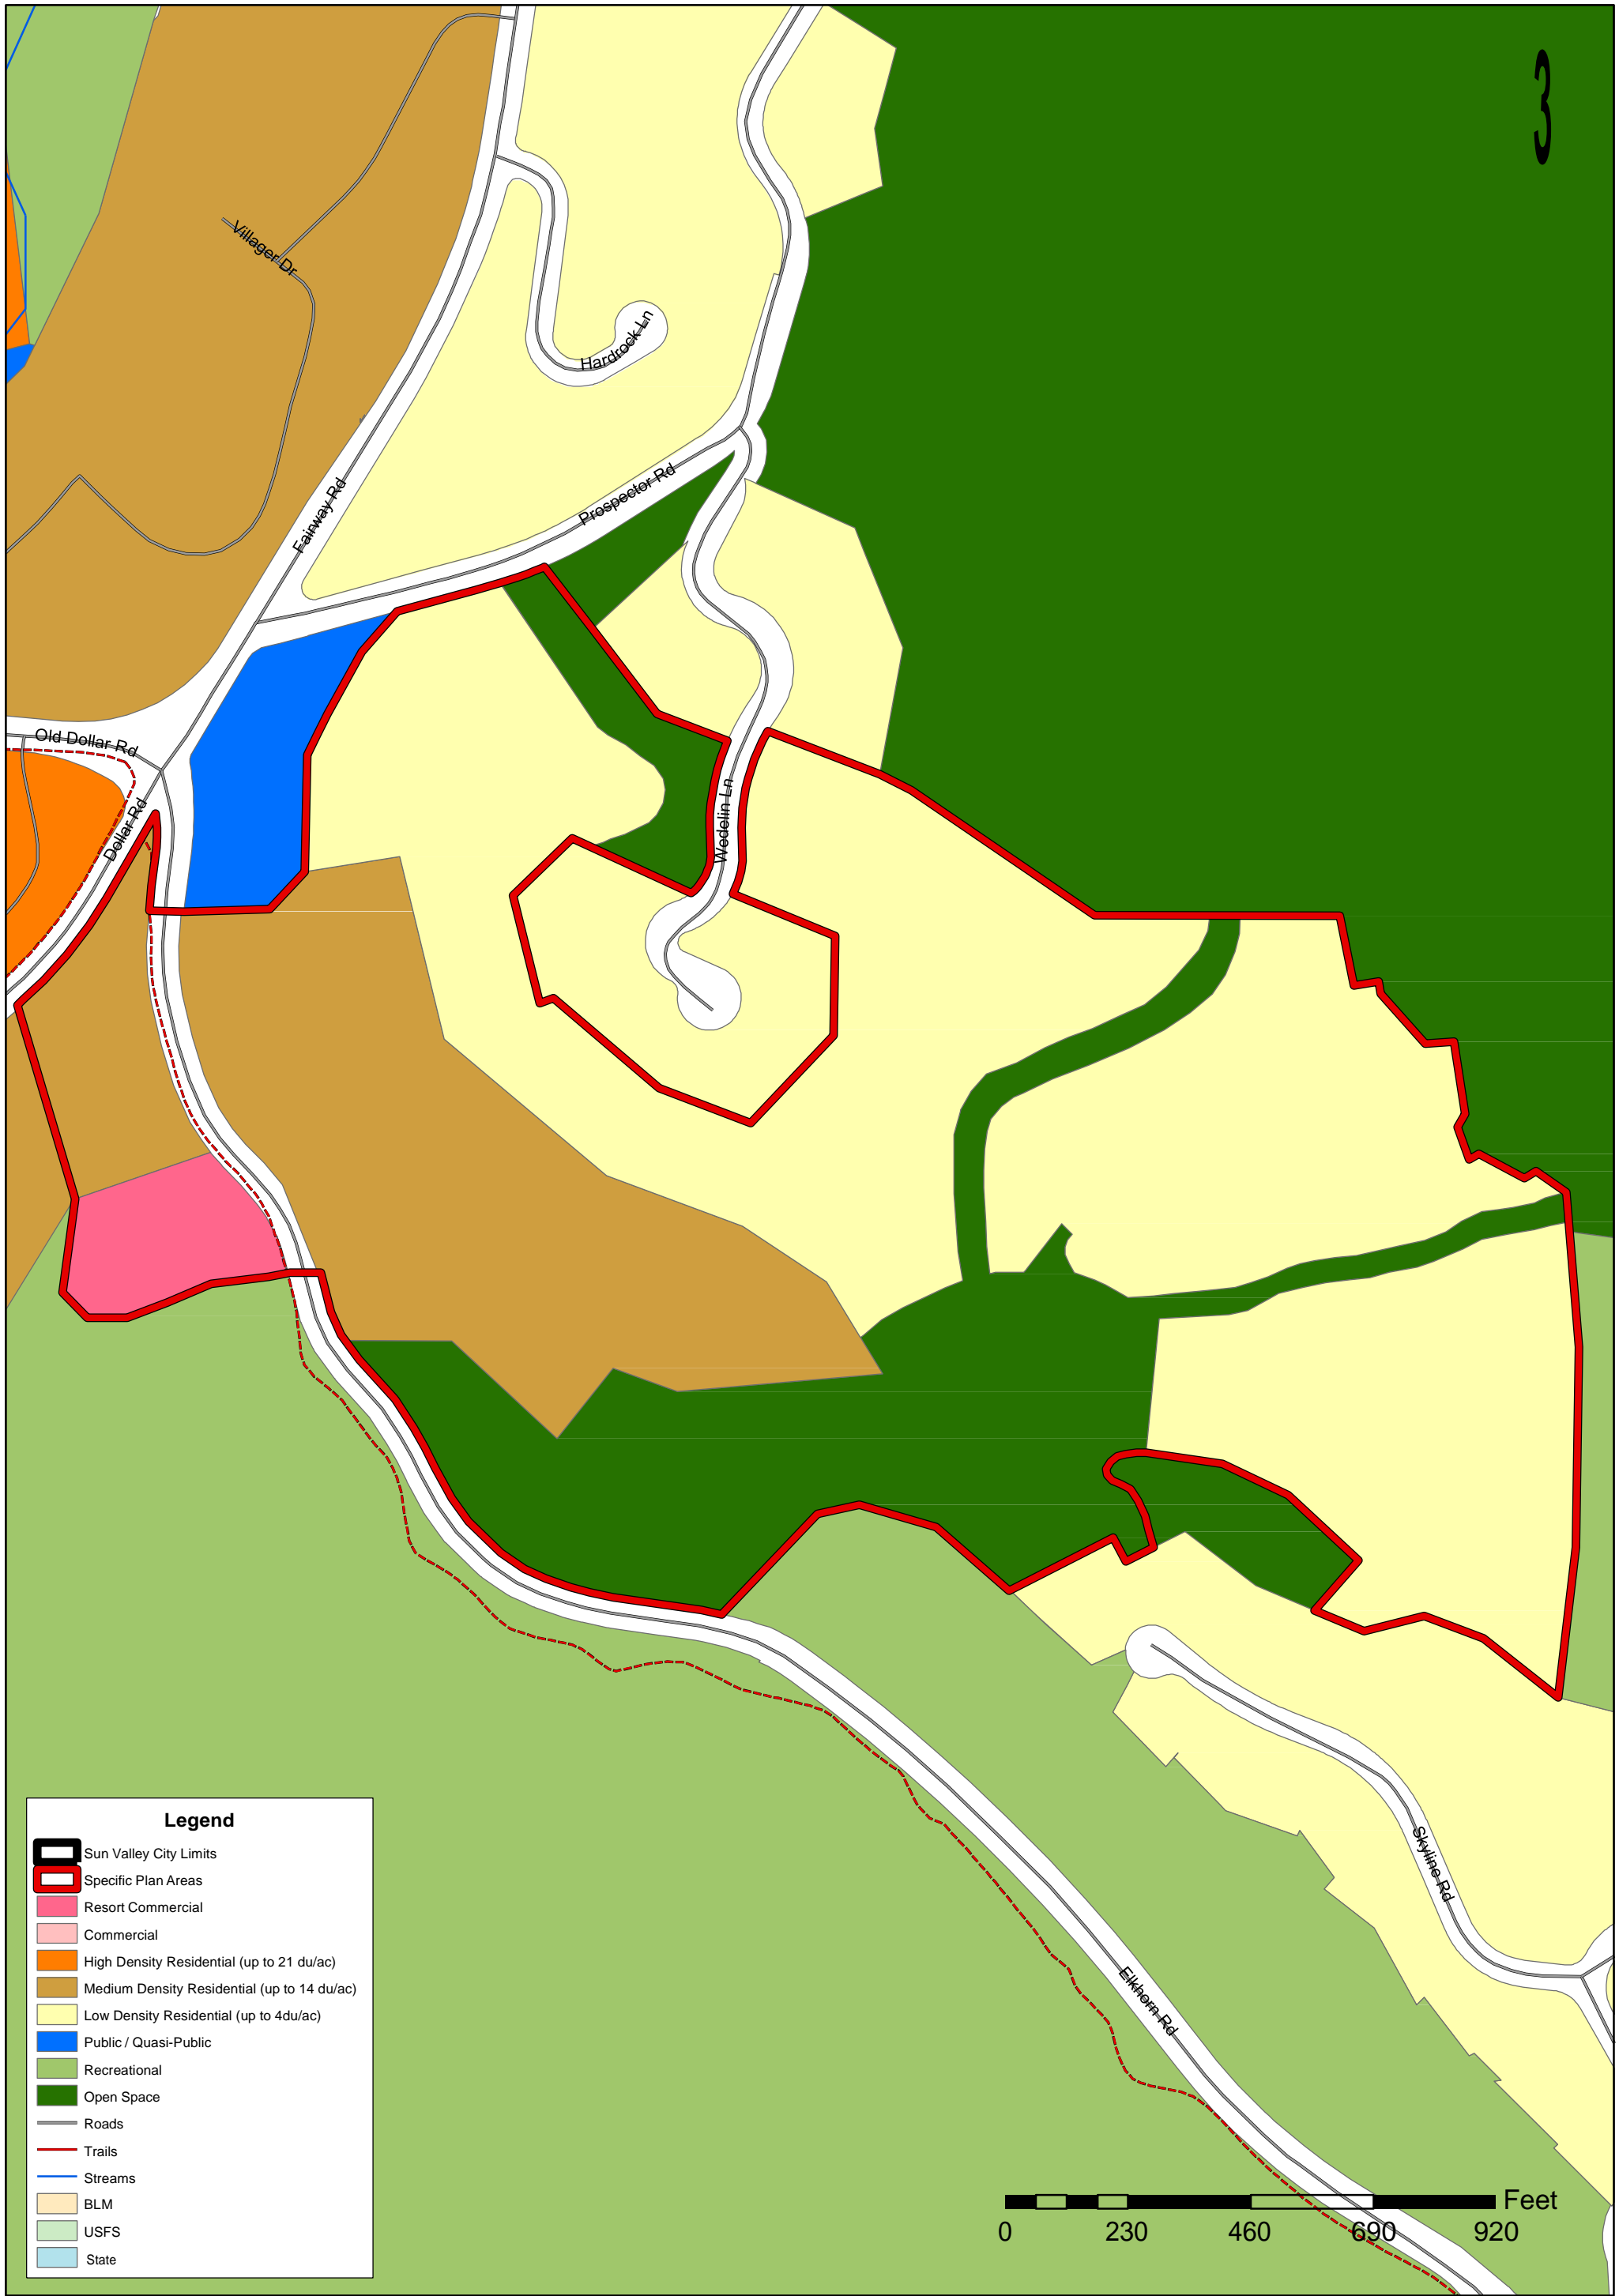 3
Villager Dr
Hardrock Ln
Prospector Rd
Fairway Rd
Old Dollar Rd
Dollar Rd
Wedelin Ln
Skyline Rd
Elkhorn Rd
Legend
Sun Valley City Limits
Specific Plan Areas
Resort Commercial
Commercial
High Density Residential (up to 21 du/ac)
Medium Density Residential (up to 14 du/ac)
Low Density Residential (up to 4du/ac)
Public / Quasi-Public
Recreational
Open Space
Roads
Trails
Streams
BLM
USFS
State
Feet
0 230 460 690 920